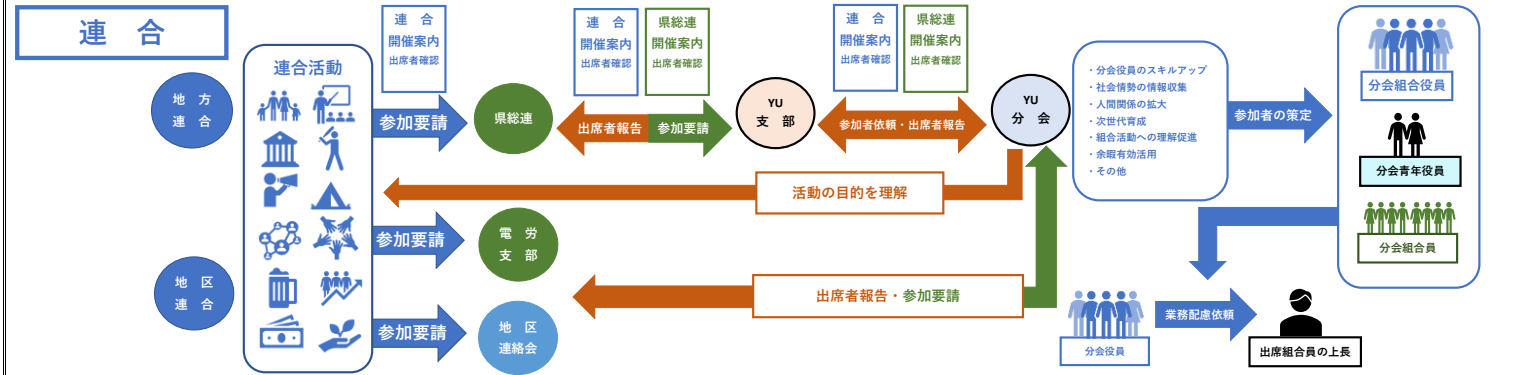 連　合
地　方
連　合
地　区
連　合
連合活動
連　合
開催案内
出席者確認
参加要請
県総連
連　合
開催案内
出席者確認
県総連
開催案内
出席者確認
出席者報告
参加要請
YU
支　部
連　合
開催案内
出席者確認
県総連
開催案内
出席者確認
参加者依頼・出席者報告
YU
分　会
・分会役員のスキルアップ
・社会情勢の情報収集
・人間関係の拡大
・次世代育成
・組合活動への理解促進
・余暇有効活用
・その他
参加者の策定
分会組合役員
分会青年役員
分会組合員
活動の目的を理解
参加要請
電　労
支　部
出席者報告・参加要請
参加要請
地　区
連絡会
分会役員
業務配慮依頼
出席組合員の上長